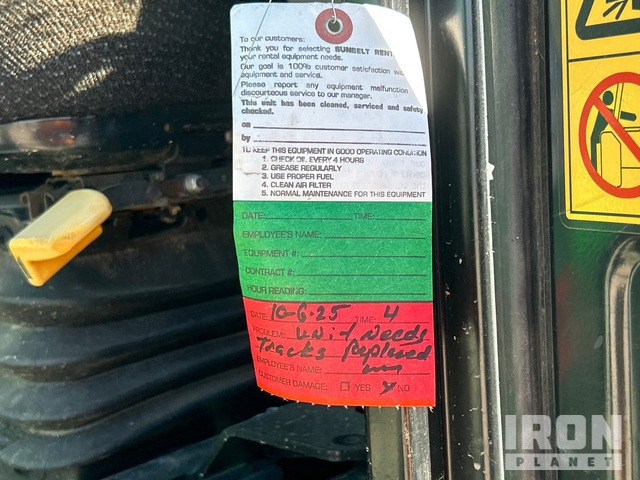 To our customers:
Thank you for selecting SUNBELT RENT
your rental equipment needs.
Our goal is 100% customer satisfaction wi
equipment and service.
Please report any equipment malfunction
discourteous service to our manager.
This unit has been cleaned, serviced and safety
checked.
on
by
TO KEEP THIS EQUIPMENT IN GOOD OPERATING CONDITION
1. CHECK OIL EVERY 4 HOURS
2. GREASE REGULARLY
3. USE PROPER FUEL
4. CLEAN AIR FILTER
5. NORMAL MAINTENANCE FOR THIS EQUIPMENT
DATE: TIME:
EMPLOYEE'S NAME:
EQUIPMENT #:
CONTRACT #:
HOUR READING:
DATE: 10-6-25 TIME: 4
PROBLEM: unit Needs
Tracks Replaced
EMPLOYEE'S NAME:
CUSTOMER DAMAGE: YES NO
IRON
PLANET